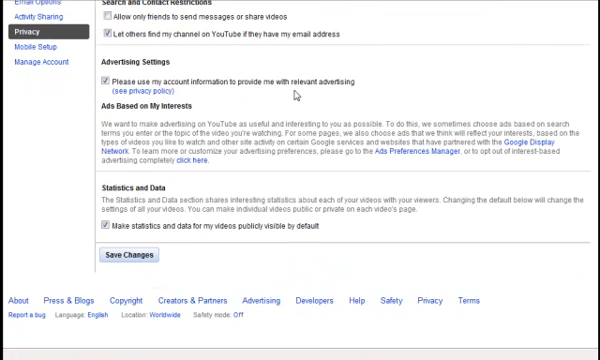 Email Options
Activity Sharing
Privacy
Mobile Setup
Manage Account
Search and Contact Restrictions
Allow only friends to send messages or share videos
Let others find my channel on YouTube if they have my email address
Advertising Settings
Please use my account information to provide me with relevant advertising
(see privacy policy)
Ads Based on My Interests
We want to make advertising on YouTube as useful and interesting to you as possible. To do this, we sometimes choose ads based on search
terms you enter or the topic of the video you're watching. For some pages, we also choose ads that we think will reflect your interests, based on the
types of videos you like to watch and other site activity on certain Google services and websites that have partnered with the Google Display
Network. To learn more or customize your advertising preferences, please go to the Ads Preferences Manager, or to opt out of interest-based
advertising completely click here.
Statistics and Data
The Statistics and Data section shares interesting statistics about each of your videos with your viewers. Changing the default below will change the
settings of all your videos. You can make individual videos public or private on each video's page.
Make statistics and data for my videos publicly visible by default
Save Changes
About Press & Blogs Copyright Creators & Partners Advertising Developers Help Safety Privacy Terms
Report a bug Language: English Location: Worldwide Safety mode: Off